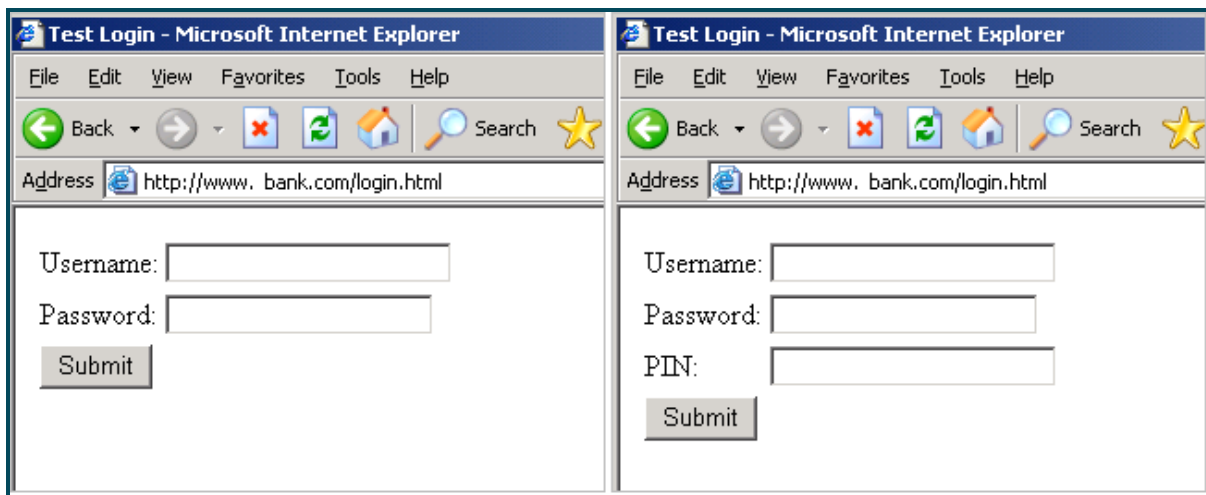 Test Login - Microsoft Internet Explorer
File Edit View Favorites Tools Help
Back Search
Address http://www. bank.com/login.html
Username:
Password:
Submit
Test Login - Microsoft Internet Explorer
File Edit View Favorites Tools Help
Back Search
Address http://www. bank.com/login.html
Username:
Password:
PIN:
Submit